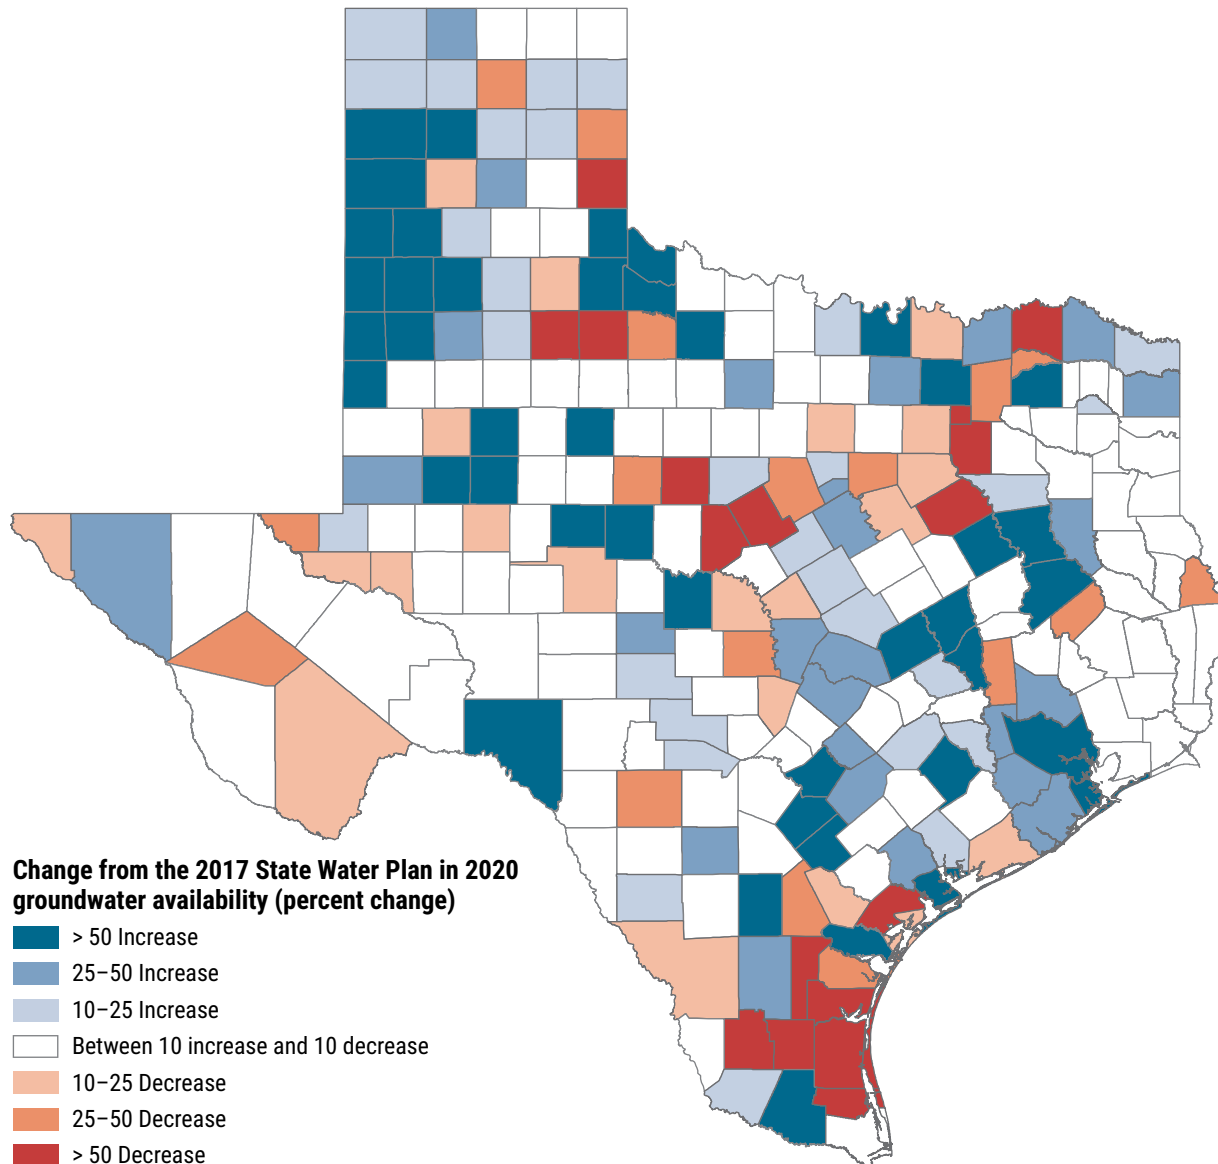 Change from the 2017 State Water Plan in 2020
groundwater availability (percent change)
> 50 Increase
25–50 Increase
10–25 Increase
Between 10 increase and 10 decrease
10–25 Decrease
25–50 Decrease
> 50 Decrease